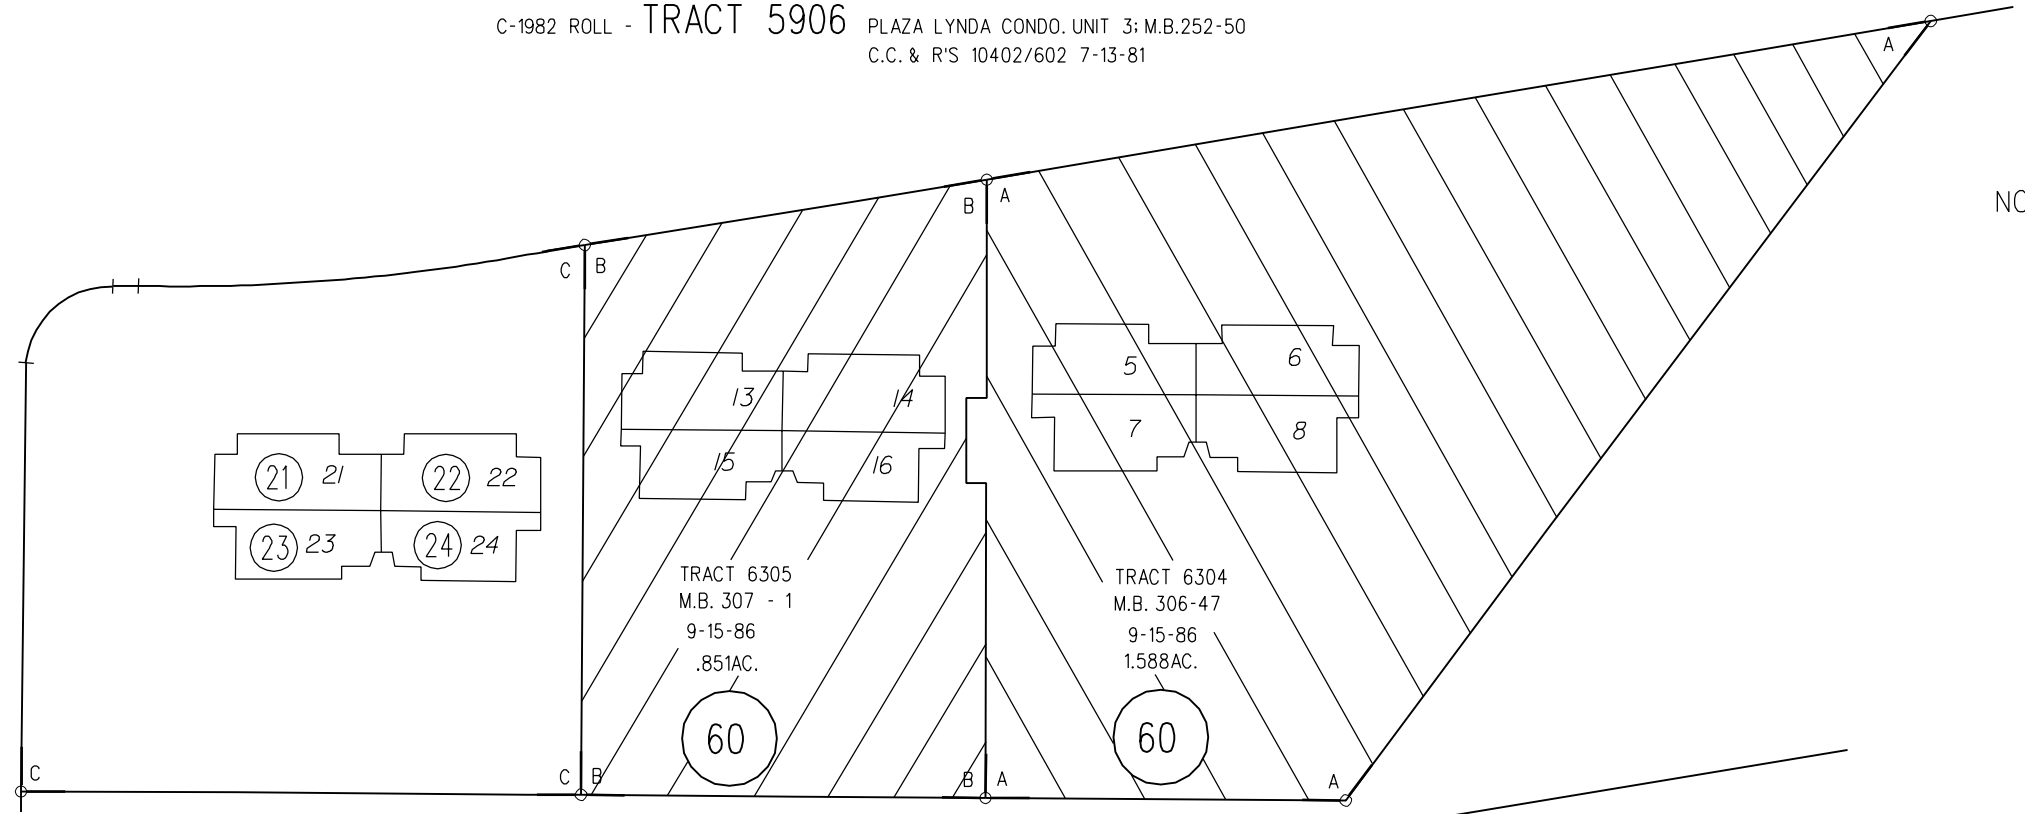 C-1982 ROLL - TRACT 5906 PLAZA LYNDA CONDO. UNIT 3; M.B.252-50
C.C. & R'S 10402/602 7-13-81
A
NO
B A
C B
5 6
7 8
13 14
15 16
21 21 22 22
23 23 24 24
TRACT 6305
M.B. 307 - 1
9-15-86
.851AC.
60
TRACT 6304
M.B. 306-47
9-15-86
1.588AC.
60
C
C B
B A
A